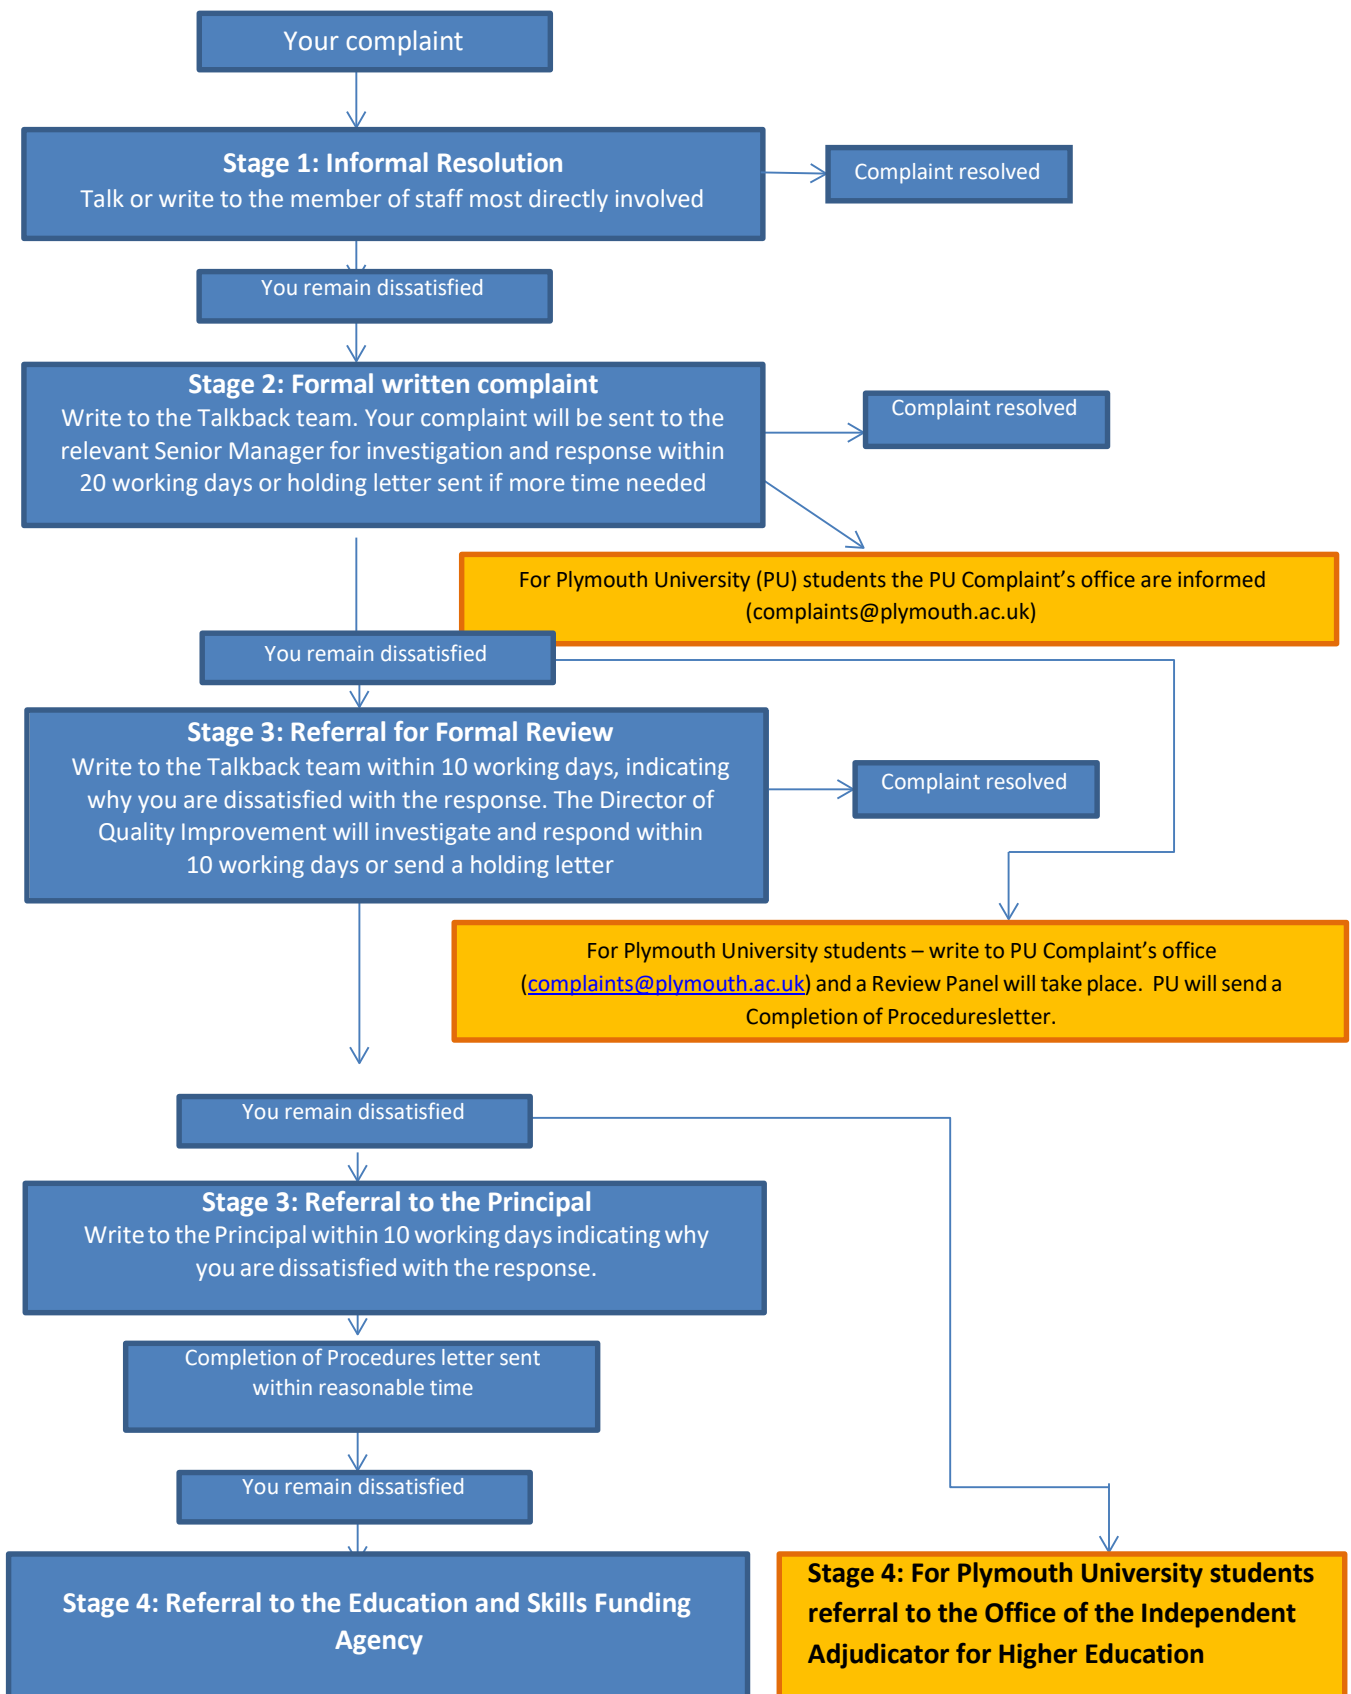 Your complaint
Stage 1: Informal Resolution
Talk or write to the member of staff most directly involved
Complaint resolved
You remain dissatisfied
Stage 2: Formal written complaint
Write to the Talkback team. Your complaint will be sent to the
relevant Senior Manager for investigation and response within
20 working days or holding letter sent if more time needed
Complaint resolved
For Plymouth University (PU) students the PU Complaint’s office are informed
(complaints@plymouth.ac.uk)
You remain dissatisfied
Stage 3: Referral for Formal Review
Write to the Talkback team within 10 working days, indicating
why you are dissatisfied with the response. The Director of
Quality Improvement will investigate and respond within
10 working days or send a holding letter
Complaint resolved
For Plymouth University students – write to PU Complaint’s office
(complaints@plymouth.ac.uk) and a Review Panel will take place. PU will send a
Completion of Proceduresletter.
You remain dissatisfied
Stage 3: Referral to the Principal
Write to the Principal within 10 working days indicating why
you are dissatisfied with the response.
Completion of Procedures letter sent
within reasonable time
You remain dissatisfied
Stage 4: Referral to the Education and Skills Funding
Agency
Stage 4: For Plymouth University students
referral to the Office of the Independent
Adjudicator for Higher Education